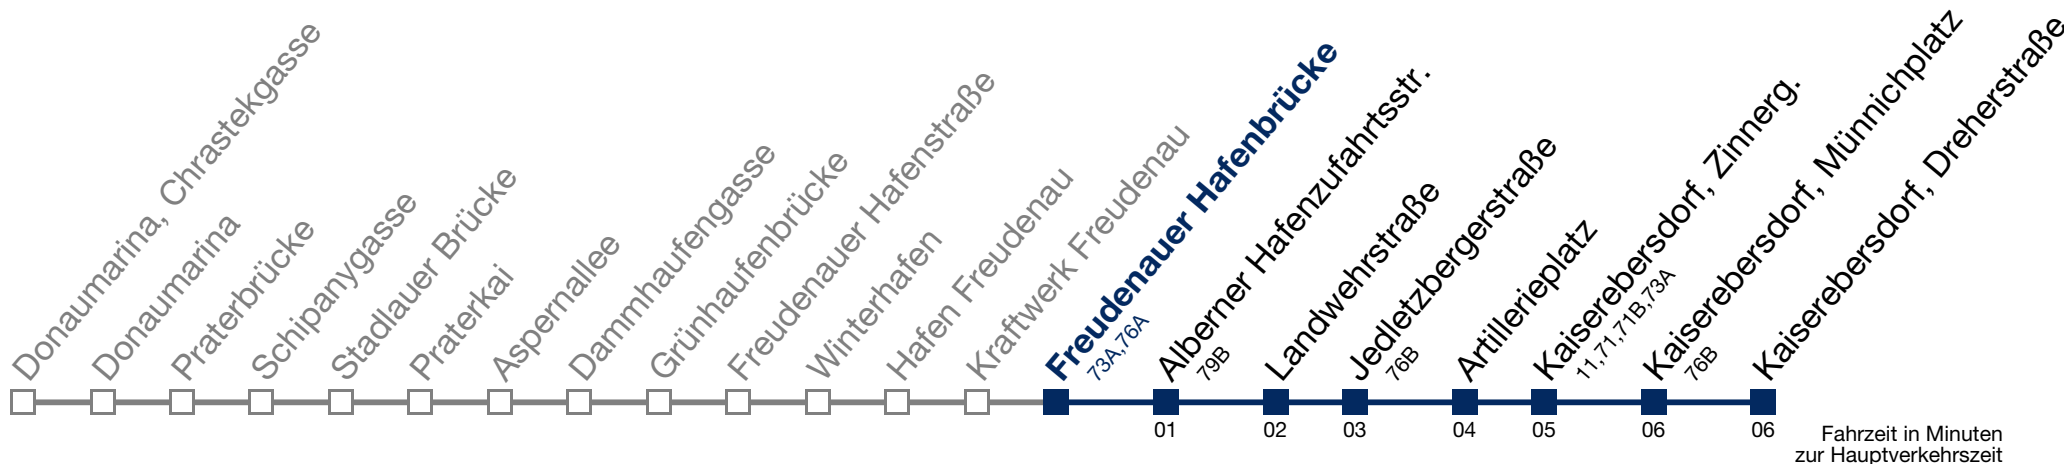 Donaumarina, Chrastekgasse
Donaumarina
Praterbrücke
Schipanygasse
Stadlauer Brücke
Praterkai
Aspernallee
Dammhaufengasse
Grünhaufenbrücke
Freudenauer Hafenstraße
Winterhafen
Hafen Freudenau
Kraftwerk Freudenau
Freudenauer Hafenbrücke
73A,76A
Alberner Hafenzufahrtsstr.
79B
Landwehrstraße
Jedletzbergerstraße
76B
Artillerieplatz
Kaiserebersdorf, Zinnerg.
11,71,71B,73A
Kaiserebersdorf, Münnichplatz
76B
Kaiserebersdorf, Dreherstraße
01 02 03 04 05 06 06
Fahrzeit in Minuten
zur Hauptverkehrszeit